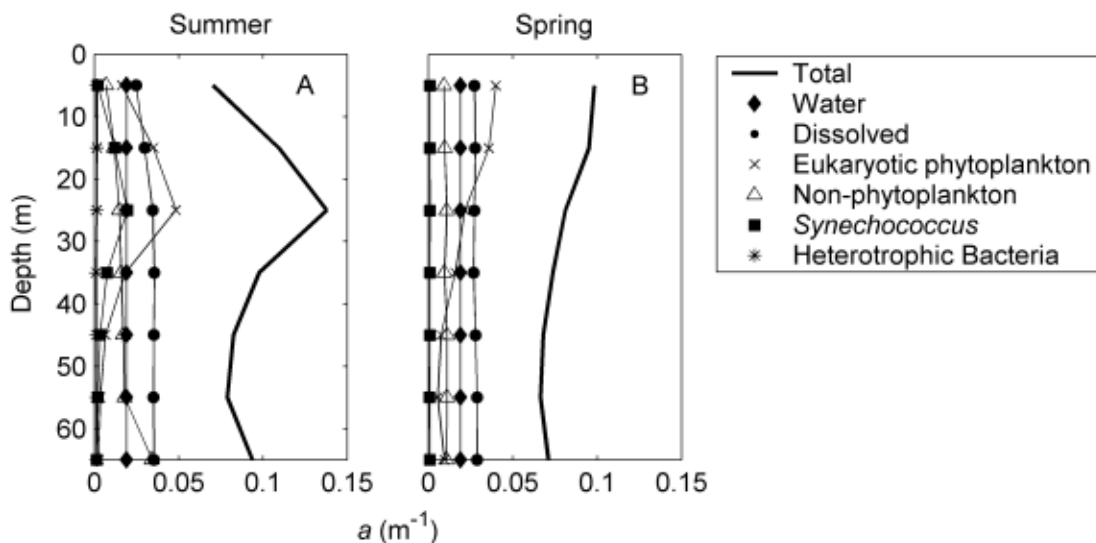 Summer
Spring
0
10
20
30
40
50
60
Depth (m)
A
B
0
0.05
0.1
0.15
0
0.05
0.1
0.15
a (m⁻¹)
Total
Water
Dissolved
Eukaryotic phytoplankton
Non-phytoplankton
Synechococcus
Heterotrophic Bacteria